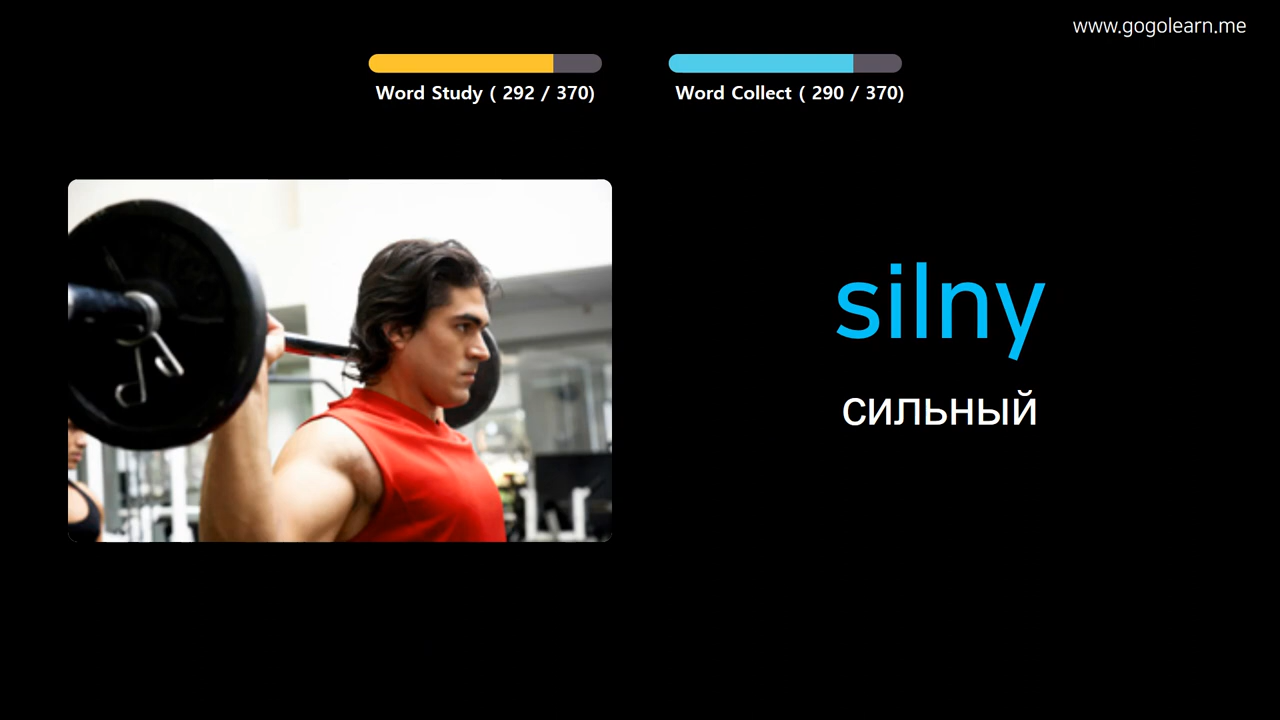 www.gogolearn.me
Word Study ( 292 / 370)
Word Collect ( 290 / 370)
silny
сильный